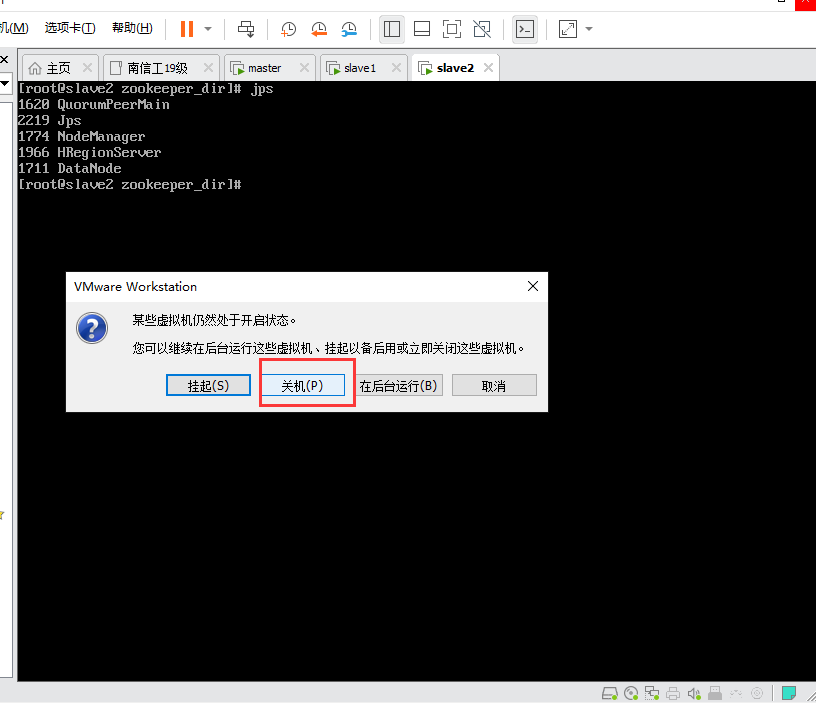 机(M) 选项卡(T) 帮助(H)
主页 南信工19级 master slave1 slave2
[root@slave2 zookeeper_dir]# jps
1620 QuorumPeerMain
2219 Jps
1774 NodeManager
1966 HRegionServer
1711 DataNode
[root@slave2 zookeeper_dir]#
VMware Workstation
某些虚拟机仍然处于开启状态。
您可以继续在后台运行这些虚拟机、挂起以备后用或立即关闭这些虚拟机。
挂起(S) 关机(P) 在后台运行(B) 取消